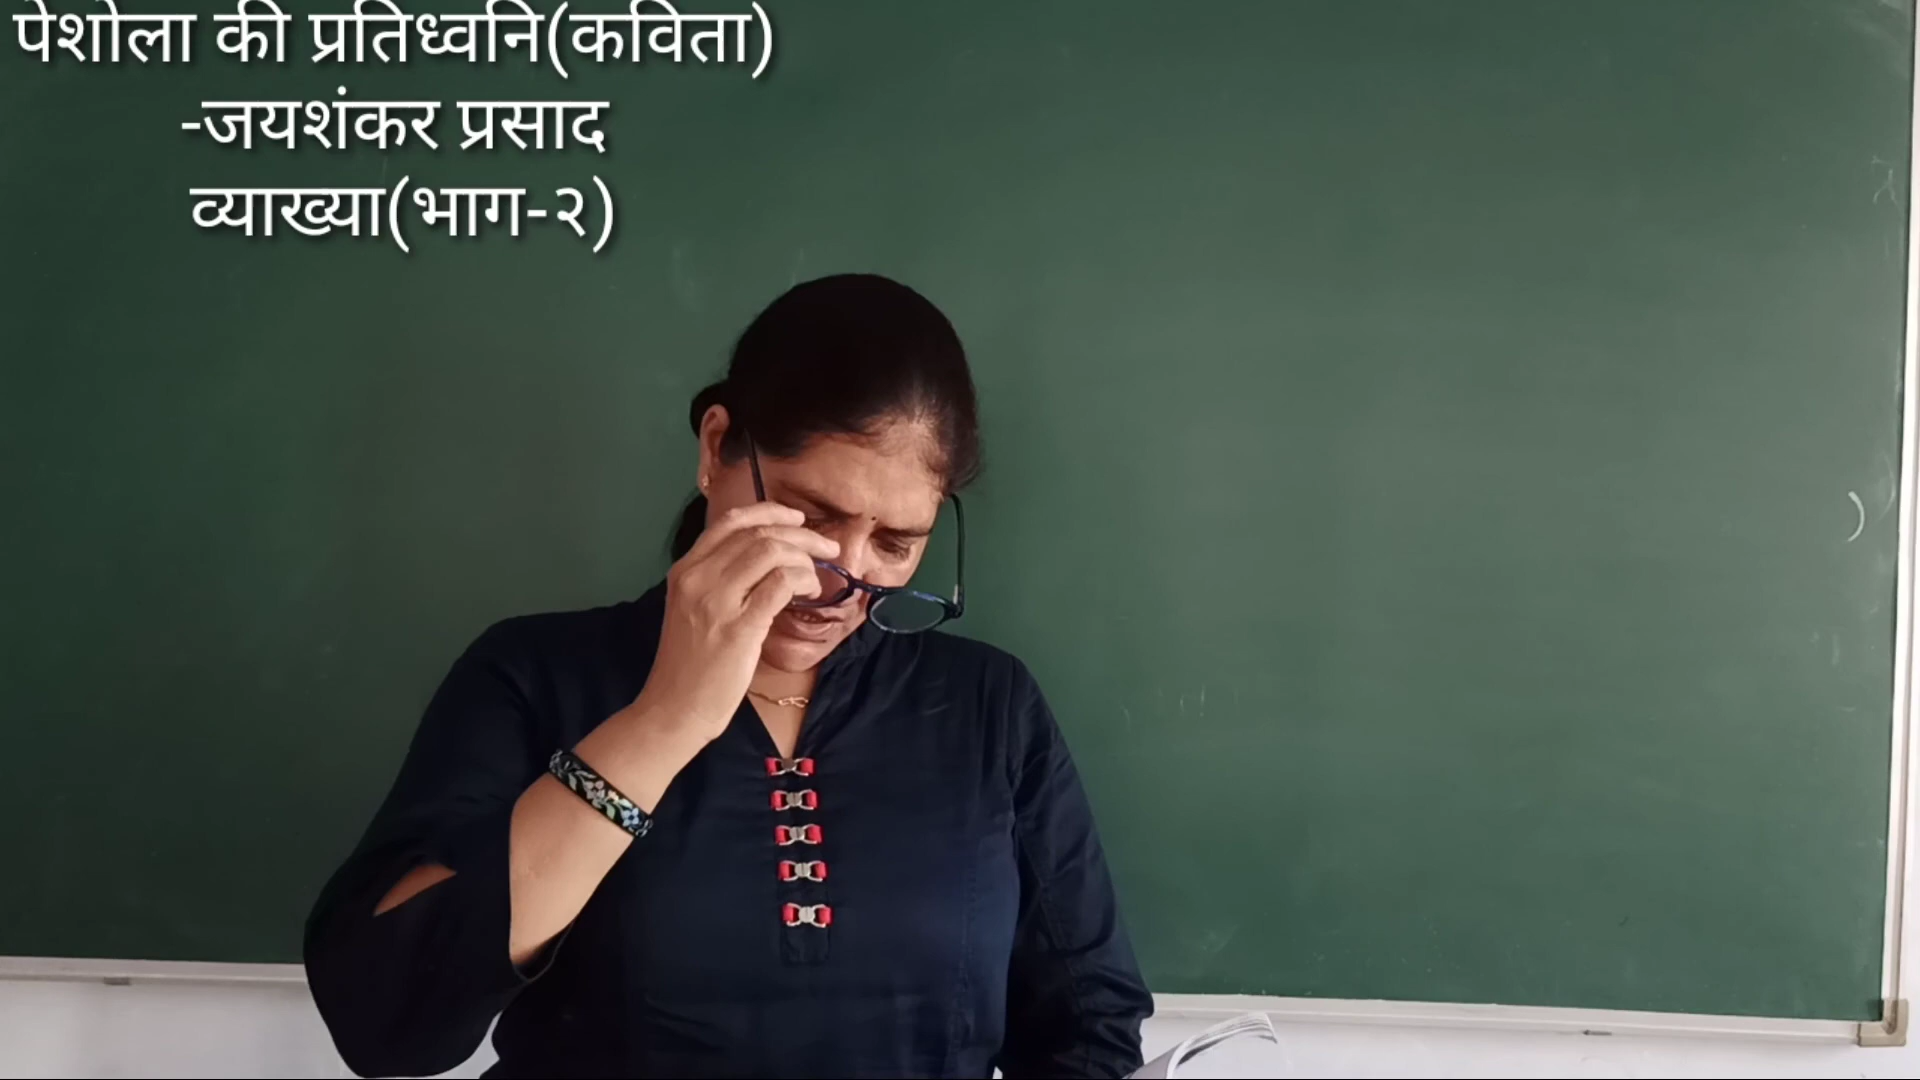 पेशोला की प्रतिध्वनि(कविता)
-जयशंकर प्रसाद
व्याख्या(भाग-२)